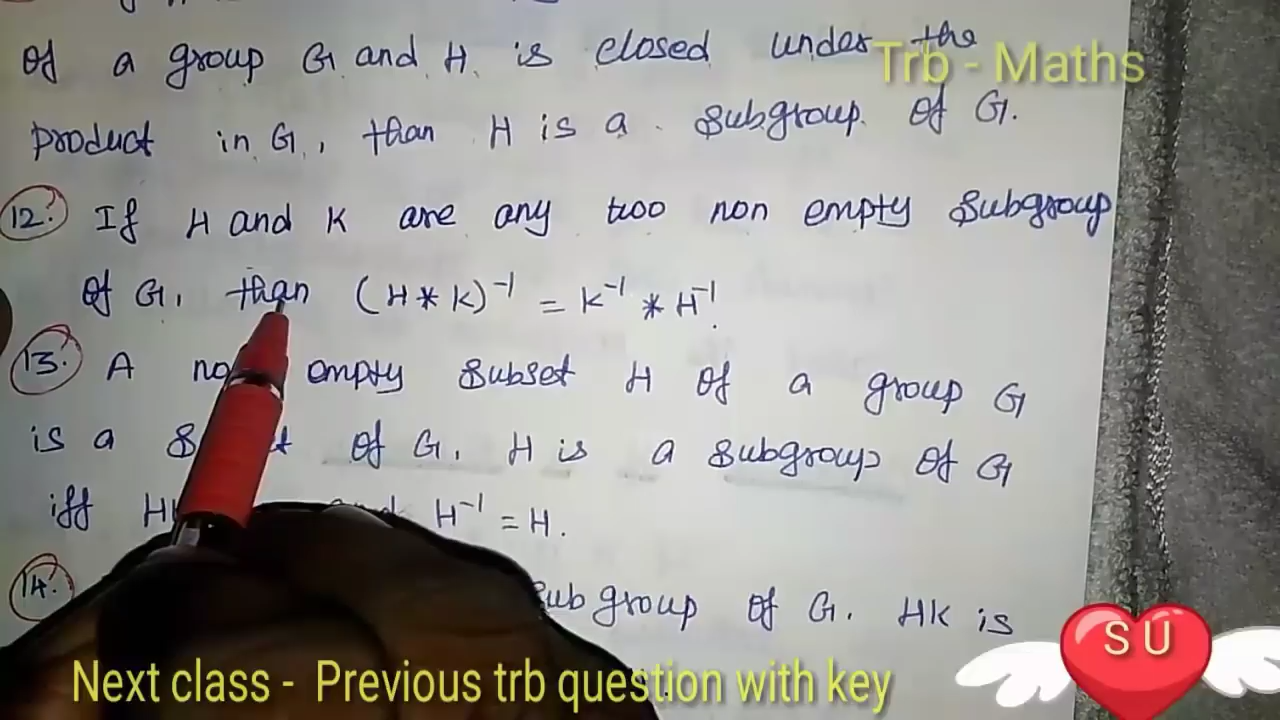 of a group G and H is closed under the
Trb - Maths
product in G, than H is a subgroup of G.
12. If H and K are any two non empty subgroup
of G, than (H * K)⁻¹ = K⁻¹ * H⁻¹.
13. A empty subset H of a group G
is a of G. H is a subgroup of G
iff H⁻¹ = H.
14. subgroup of G. HK is
SU
Next class - Previous trb question with key